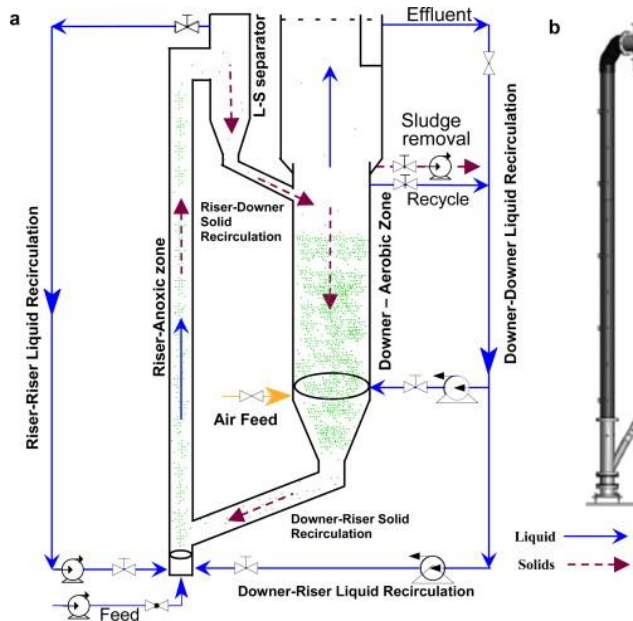 a
b
Effluent
L-S separator
Sludge
removal
Recycle
Riser-Downer
Solid
Recirculation
Riser-Riser Liquid Recirculation
Riser-Anoxic zone
Downer – Aerobic Zone
Downer-Downer Liquid Recirculation
Air Feed
Downer-Riser Solid
Recirculation
Liquid
Solids
Downer-Riser Liquid Recirculation
Feed